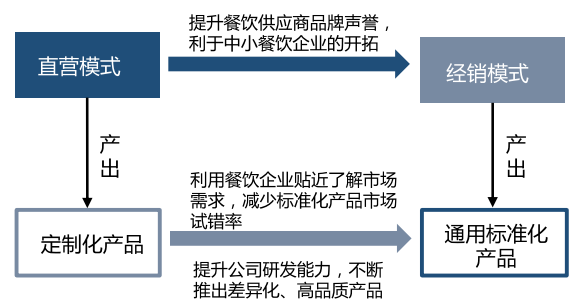 提升餐饮供应商品牌声誉，
利于中小餐饮企业的开拓
直营模式
经销模式
产
出
产
出
利用餐饮企业贴近了解市场
需求，减少标准化产品市场
试错率
定制化产品
通用标准化
产品
提升公司研发能力，不断
推出差异化、高品质产品